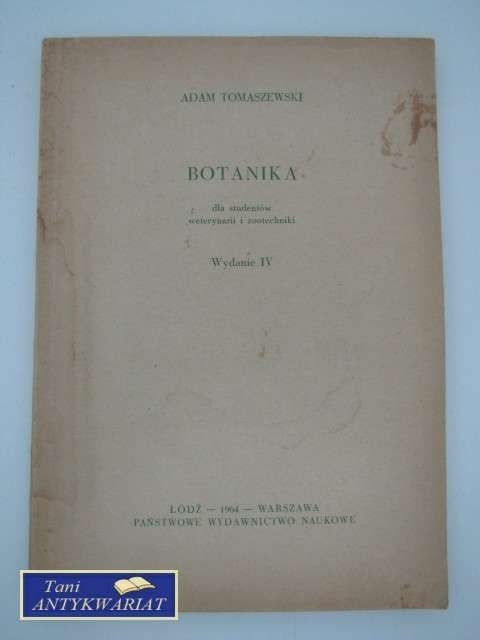 ADAM TOMASZEWSKI
BOTANIKA
dla studentów
weterynarii i zootechniki
Wydanie IV
ŁÓDŹ — 1964 — WARSZAWA
PAŃSTWOWE WYDAWNICTWO NAUKOWE
Tani
ANTYKWARIAT